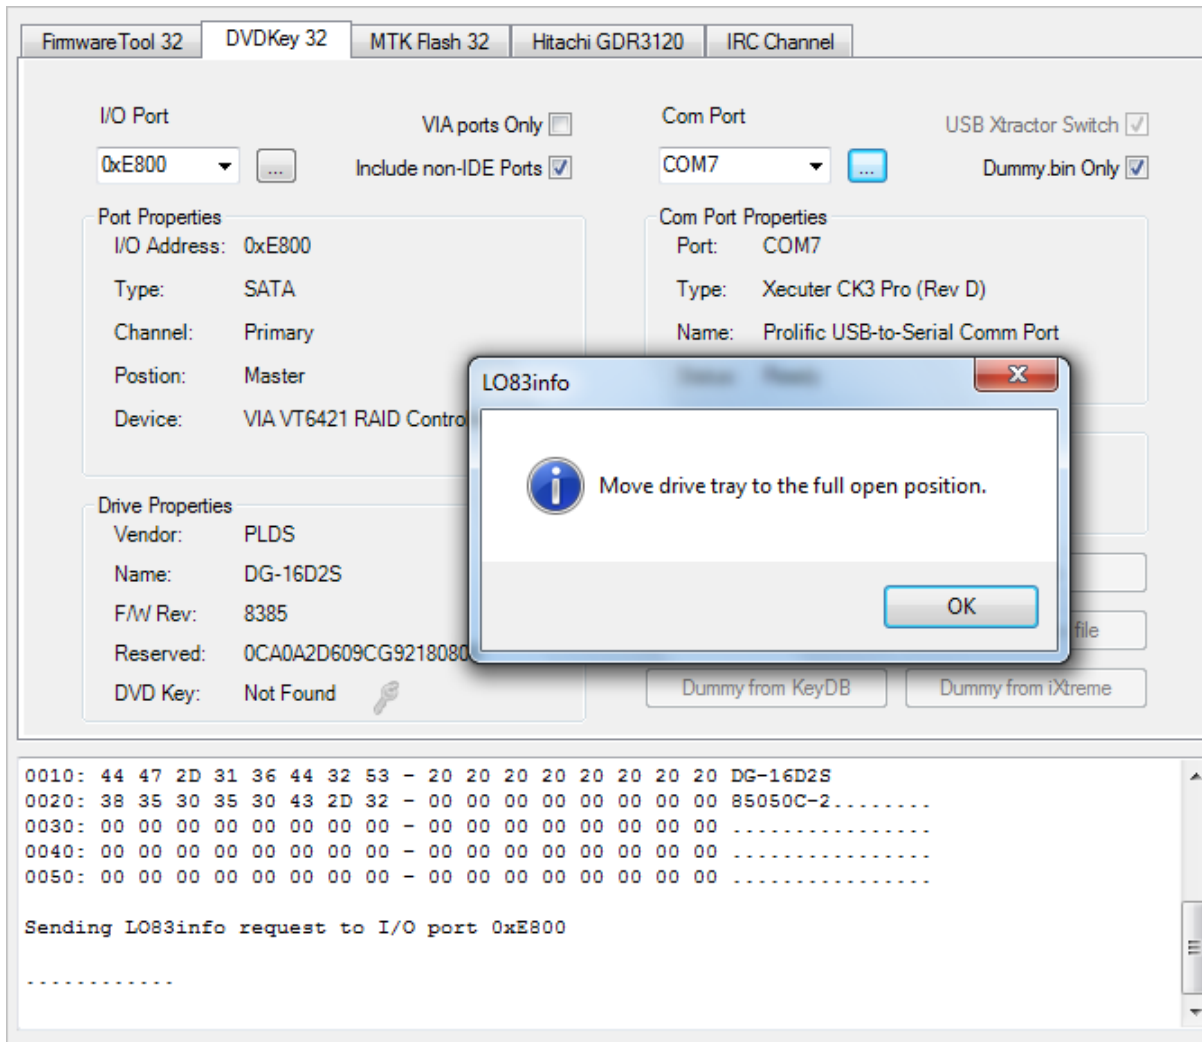 FirmwareTool 32 DVDKey 32 MTK Flash 32 Hitachi GDR3120 IRC Channel
I/O Port VIA ports Only Com Port USB Xtractor Switch
0xE800 ... Include non-IDE Ports COM7 ... Dummy.bin Only
Port Properties Com Port Properties
I/O Address: 0xE800 Port: COM7
Type: SATA Type: Xecuter CK3 Pro (Rev D)
Channel: Primary Name: Prolific USB-to-Serial Comm Port
Postion: Master
Device: VIA VT6421 RAID
LO83info
Move drive tray to the full open position.
OK
Drive Properties
Vendor: PLDS
Name: DG-16D2S
F/W Rev: 8385
Reserved: 0CA0A2D609CG9218080
file
DVD Key: Not Found
Dummy from KeyDB Dummy from iXtreme
0010: 44 47 2D 31 36 44 32 53 - 20 20 20 20 20 20 20 20 DG-16D2S
0020: 38 35 30 35 30 43 2D 32 - 00 00 00 00 00 00 00 00 85050C-2........
0030: 00 00 00 00 00 00 00 00 - 00 00 00 00 00 00 00 00 ................
0040: 00 00 00 00 00 00 00 00 - 00 00 00 00 00 00 00 00 ................
0050: 00 00 00 00 00 00 00 00 - 00 00 00 00 00 00 00 00 ................
Sending LO83info request to I/O port 0xE800
............